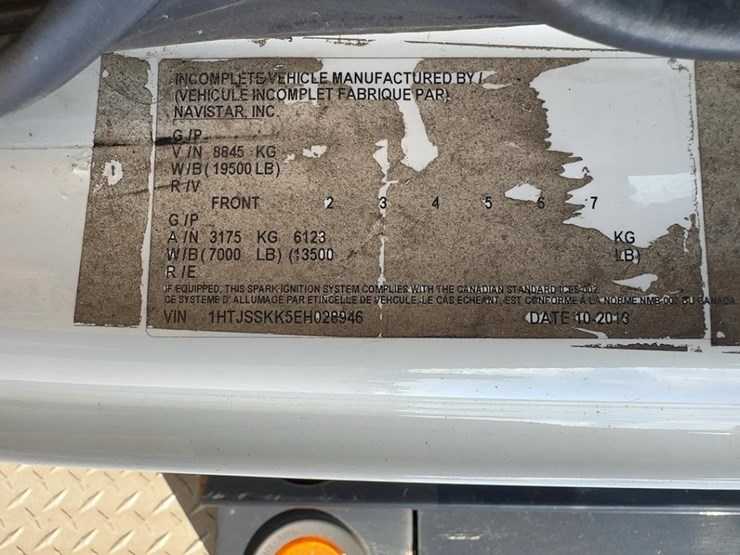 INCOMPLETE VEHICLE MANUFACTURED BY /
(VEHICULE INCOMPLET FABRIQUE PAR)
NAVISTAR, INC.
G / P
V / N 8845 KG
W/B ( 19500 LB)
R / V
FRONT 2 3 4 5 6 7
G / P
A / N 3175 KG 6123 KG
W/B ( 7000 LB) (13500 LB)
R / E
IF EQUIPPED, THIS SPARK IGNITION SYSTEM COMPLIES WITH THE CANADIAN STANDARD ICES-002.
CE SYSTEME D' ALLUMAGE PAR ETINCELLE DE VEHICULE, LE CAS ECHEANT, EST CONFORME A LA NORME NMB-002 DU CANADA.
VIN 1HTJSSKK5EH028946 DATE 10-2013